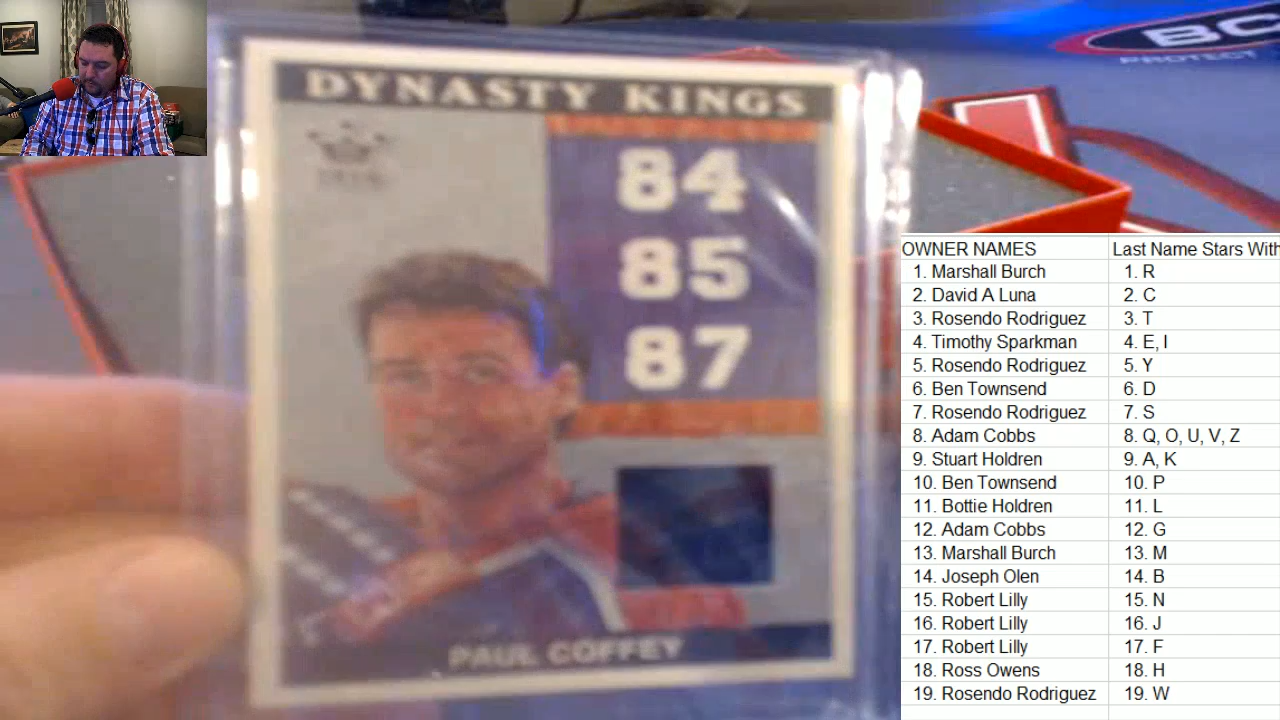 DYNASTY KINGS
84
85
87
PAUL COFFEY
BC
PROTECT
OWNER NAMES Last Name Stars With
1. Marshall Burch 1. R
2. David A Luna 2. C
3. Rosendo Rodriguez 3. T
4. Timothy Sparkman 4. E, I
5. Rosendo Rodriguez 5. Y
6. Ben Townsend 6. D
7. Rosendo Rodriguez 7. S
8. Adam Cobbs 8. Q, O, U, V, Z
9. Stuart Holdren 9. A, K
10. Ben Townsend 10. P
11. Bottie Holdren 11. L
12. Adam Cobbs 12. G
13. Marshall Burch 13. M
14. Joseph Olen 14. B
15. Robert Lilly 15. N
16. Robert Lilly 16. J
17. Robert Lilly 17. F
18. Ross Owens 18. H
19. Rosendo Rodriguez 19. W